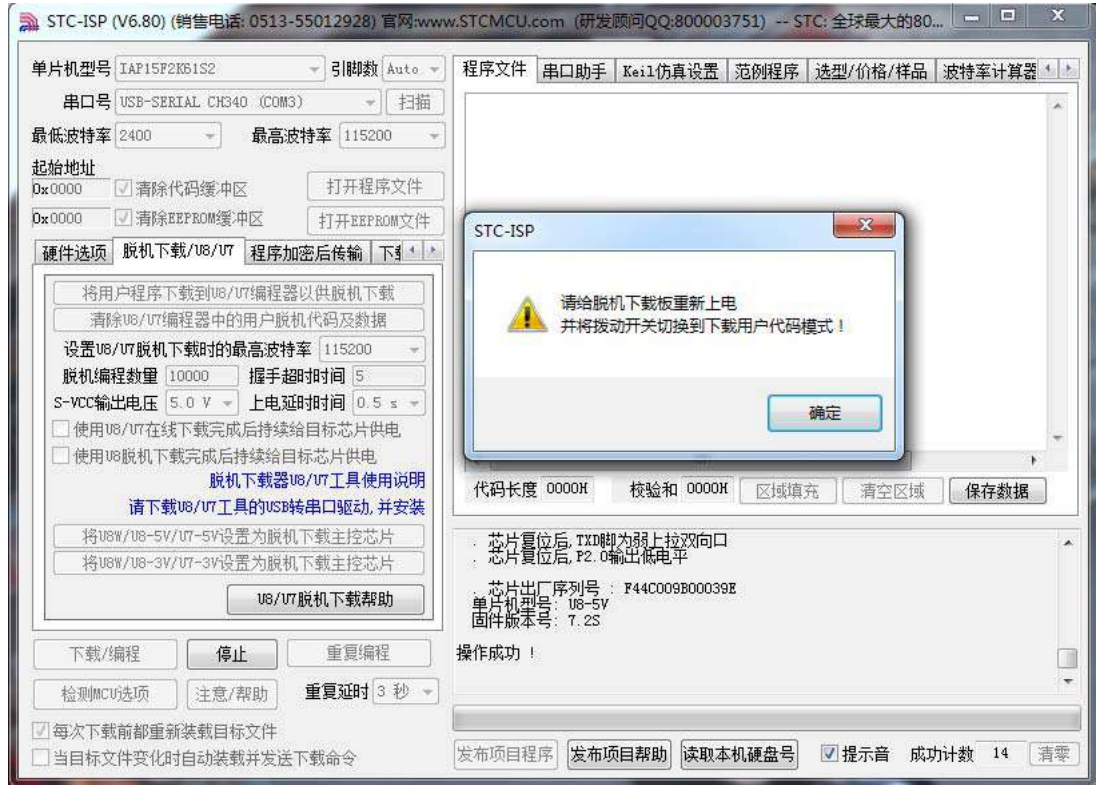 STC-ISP (V6.80) (销售电话: 0513-55012928) 官网:www.STCMCU.com (研发顾问QQ:800003751) -- STC: 全球最大的80...
单片机型号 IAP15F2K61S2 引脚数 Auto
串口号 USB-SERIAL CH340 (COM3) 扫描
最低波特率 2400 最高波特率 115200
起始地址
0x0000 清除代码缓冲区 打开程序文件
0x0000 清除EEPROM缓冲区 打开EEPROM文件
硬件选项 脱机下载/U8/U7 程序加密后传输
将用户程序下载到U8/U7编程器以供脱机下载
清除U8/U7编程器中的用户脱机代码及数据
设置U8/U7脱机下载时的最高波特率 115200
脱机编程数量 10000 握手超时时间 5
S-VCC输出电压 5.0 V 上电延时时间 0.5 s
使用U8/U7在线下载完成后持续给目标芯片供电
使用U8脱机下载完成后持续给目标芯片供电
脱机下载器U8/U7工具使用说明
请下载U8/U7工具的USB转串口驱动,并安装
将U8W/U8-5V/U7-5V设置为脱机下载主控芯片
将U8W/U8-3V/U7-3V设置为脱机下载主控芯片
U8/U7脱机下载帮助
下载/编程 停止 重复编程
检测MCU选项 注意/帮助 重复延时 3 秒
每次下载前都重新装载目标文件
当目标文件变化时自动装载并发送下载命令
程序文件 串口助手 Keil仿真设置 范例程序 选型/价格/样品 波特率计算器
STC-ISP
请给脱机下载板重新上电
并将拨动开关切换到下载用户代码模式！
确定
代码长度 0000H 校验和 0000H 区域填充 清空区域 保存数据
. 芯片复位后,TXD脚为弱上拉双向口
. 芯片复位后,P2.0输出低电平
. 芯片出厂序列号 : F44C009B00039E
单片机型号: U8-5V
固件版本号: 7.2S
操作成功 !
发布项目程序 发布项目帮助 读取本机硬盘号 提示音 成功计数 14 清零